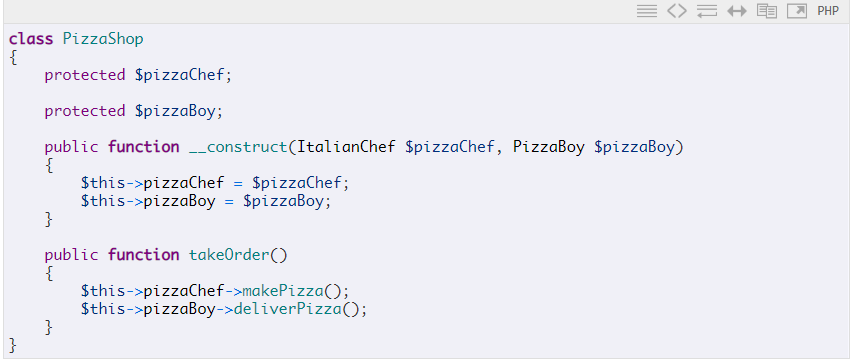 PHP
class PizzaShop
{
    protected $pizzaChef;

    protected $pizzaBoy;

    public function __construct(ItalianChef $pizzaChef, PizzaBoy $pizzaBoy)
    {
        $this->pizzaChef = $pizzaChef;
        $this->pizzaBoy = $pizzaBoy;
    }

    public function takeOrder()
    {
        $this->pizzaChef->makePizza();
        $this->pizzaBoy->deliverPizza();
    }
}